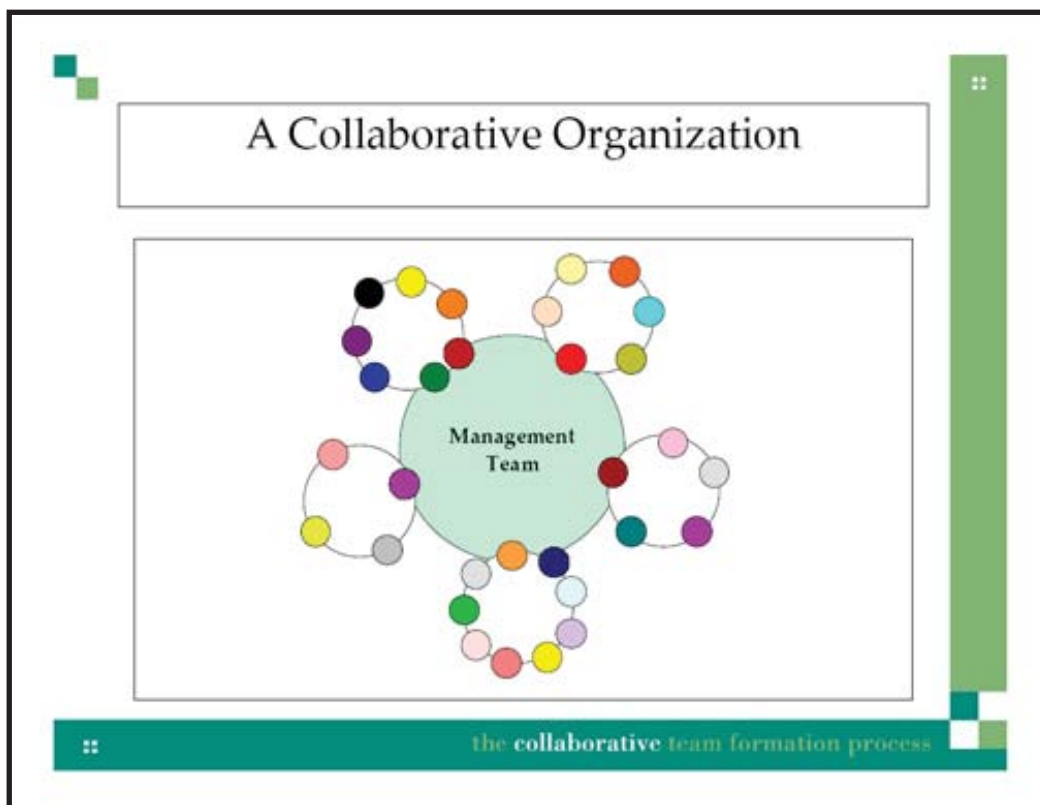 A Collaborative Organization
Management
Team
the collaborative team formation process